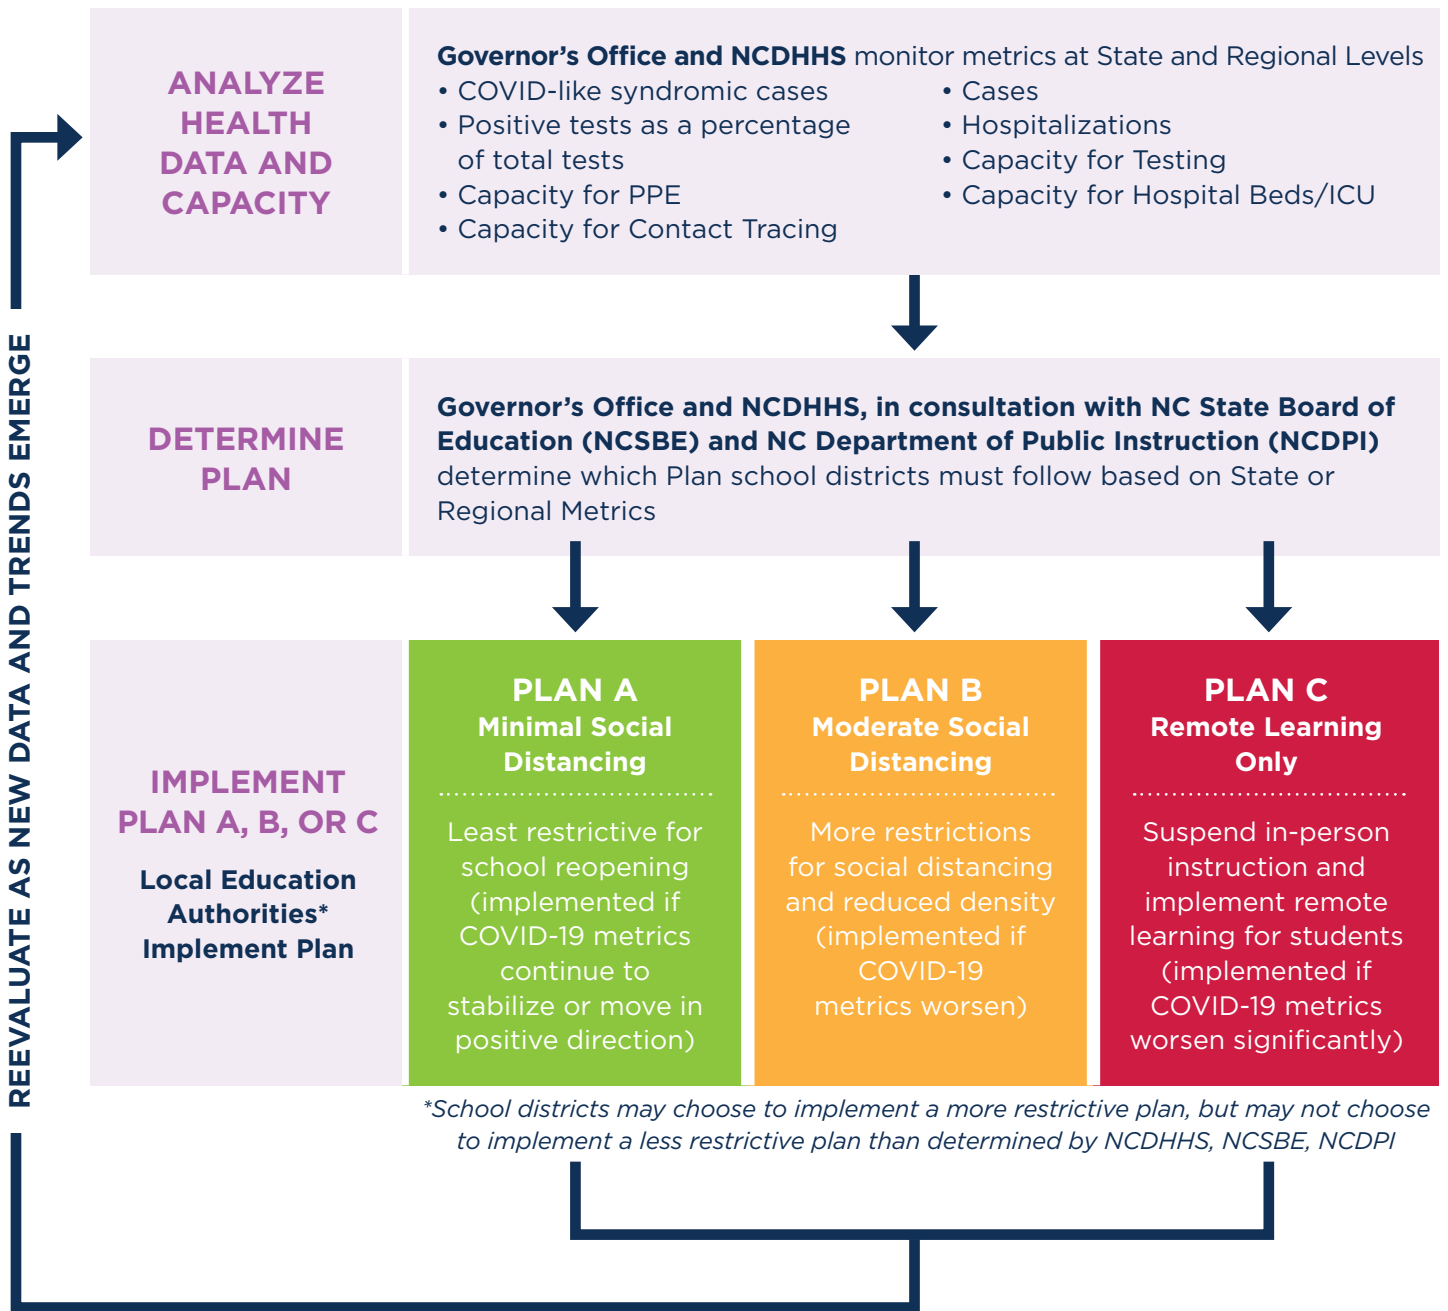 REEVALUATE AS NEW DATA AND TRENDS EMERGE
ANALYZE
HEALTH
DATA AND
CAPACITY
Governor’s Office and NCDHHS monitor metrics at State and Regional Levels
• COVID-like syndromic cases
• Positive tests as a percentage
of total tests
• Capacity for PPE
• Capacity for Contact Tracing
• Cases
• Hospitalizations
• Capacity for Testing
• Capacity for Hospital Beds/ICU
DETERMINE
PLAN
Governor’s Office and NCDHHS, in consultation with NC State Board of
Education (NCSBE) and NC Department of Public Instruction (NCDPI)
determine which Plan school districts must follow based on State or
Regional Metrics
IMPLEMENT
PLAN A, B, OR C
Local Education
Authorities*
Implement Plan
PLAN A
Minimal Social
Distancing
Least restrictive for
school reopening
(implemented if
COVID-19 metrics
continue to
stabilize or move in
positive direction)
PLAN B
Moderate Social
Distancing
More restrictions
for social distancing
and reduced density
(implemented if
COVID-19
metrics worsen)
PLAN C
Remote Learning
Only
Suspend in-person
instruction and
implement remote
learning for students
(implemented if
COVID-19 metrics
worsen significantly)
*School districts may choose to implement a more restrictive plan, but may not choose
to implement a less restrictive plan than determined by NCDHHS, NCSBE, NCDPI